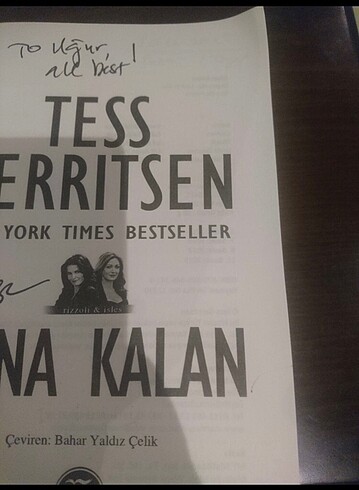 To Uğur,
all best!
TESS
ERRITSEN
YORK TIMES BESTSELLER
rizzoli & isles
NA KALAN
Çeviren: Bahar Yaldız Çelik